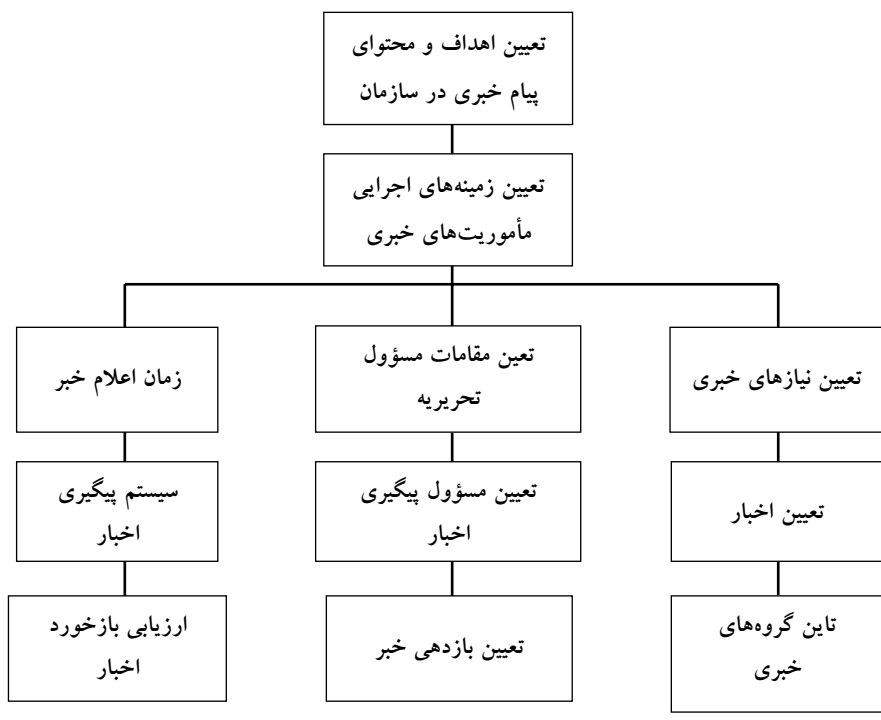 تعیین اهداف و محتوای
پیام خبری در سازمان
تعیین زمینه‌های اجرایی
مأموریت‌های خبری
تعیین نیازهای خبری
تعین مقامات مسؤول
تحریریه
زمان اعلام خبر
تعیین اخبار
تعیین مسؤول پیگیری
اخبار
سیستم پیگیری
اخبار
تاین گروه‌های
خبری
تعیین بازدهی خبر
ارزیابی بازخورد
اخبار